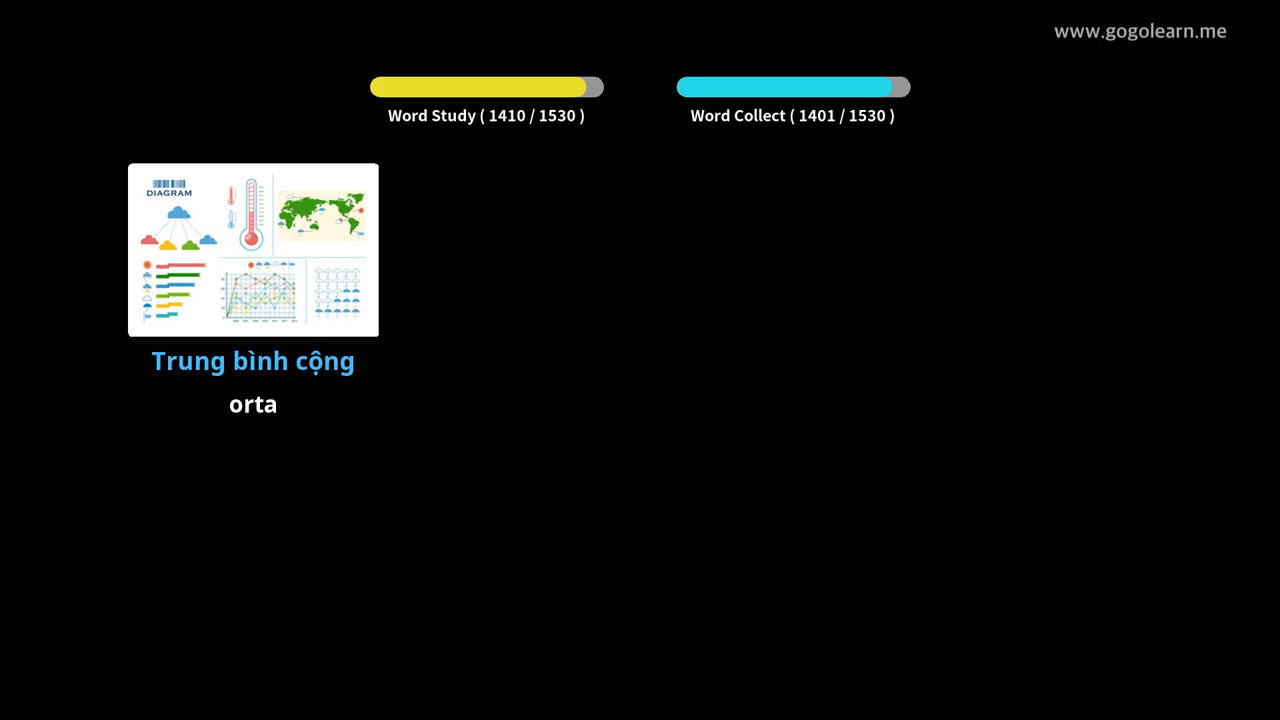 www.gogolearn.me
Word Study ( 1410 / 1530 )
Word Collect ( 1401 / 1530 )
DIAGRAM
Trung bình cộng
orta